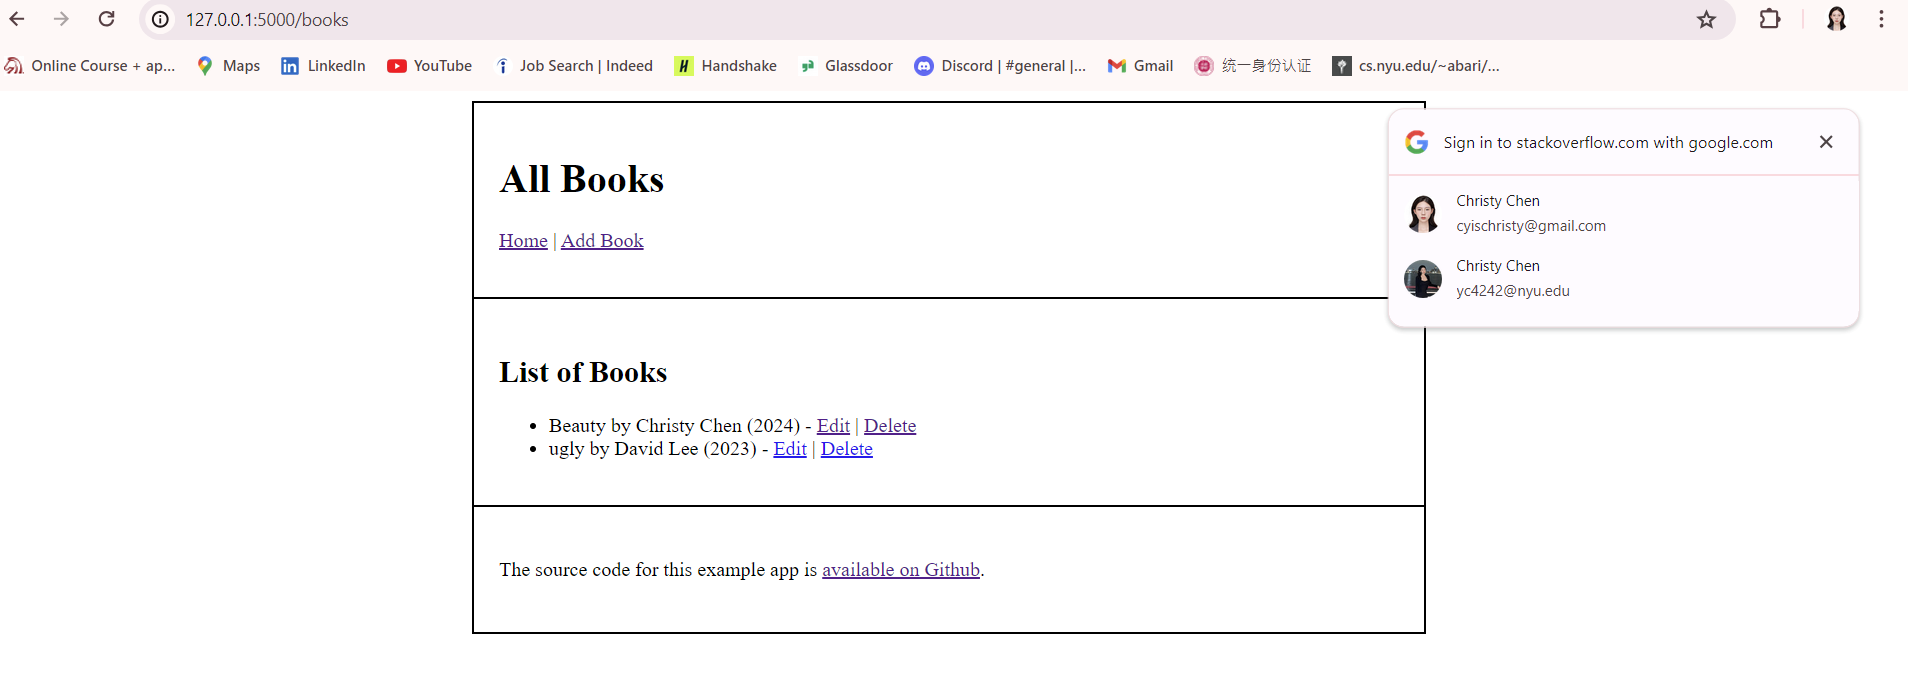 127.0.0.1:5000/books
Online Course + ap... Maps LinkedIn YouTube Job Search | Indeed Handshake Glassdoor Discord | #general |... Gmail 统一身份认证 cs.nyu.edu/~abari/...
All Books
Home | Add Book
Sign in to stackoverflow.com with google.com
Christy Chen
cyischristy@gmail.com
Christy Chen
yc4242@nyu.edu
List of Books
Beauty by Christy Chen (2024) - Edit | Delete
ugly by David Lee (2023) - Edit | Delete
The source code for this example app is available on Github.